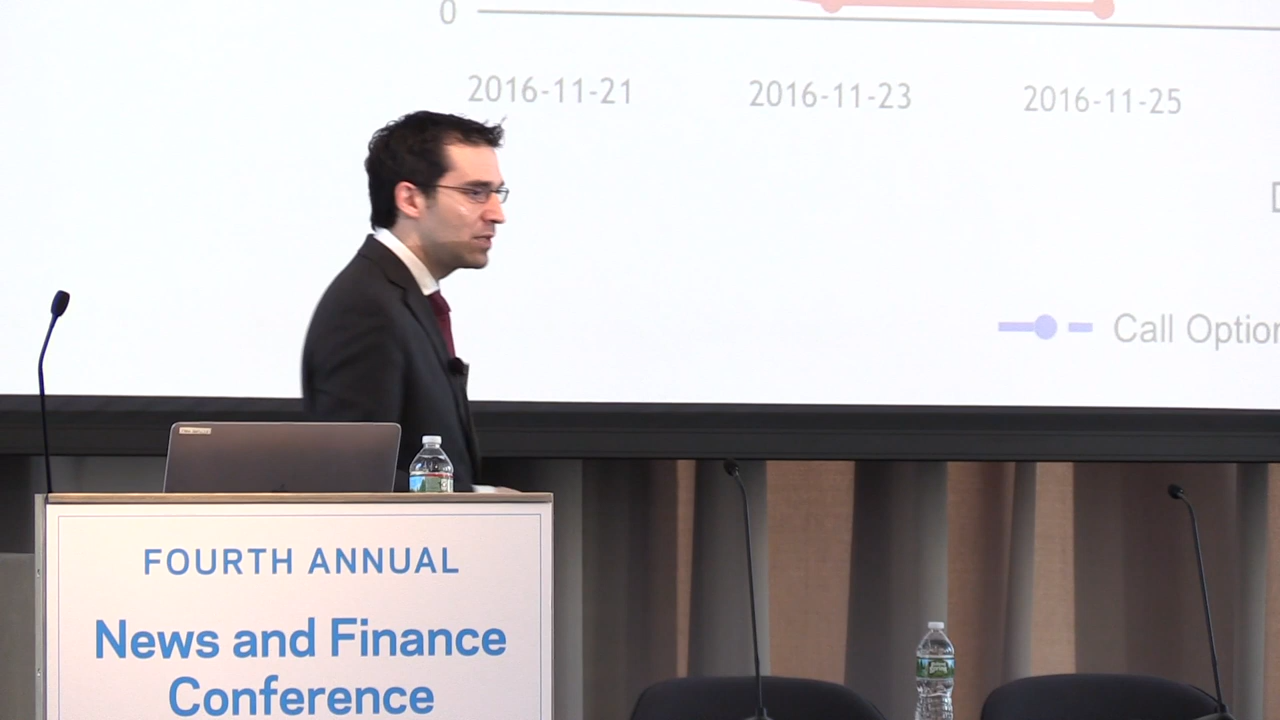 0
2016-11-21 2016-11-23 2016-11-25
Call Option
FOURTH ANNUAL
News and Finance
Conference